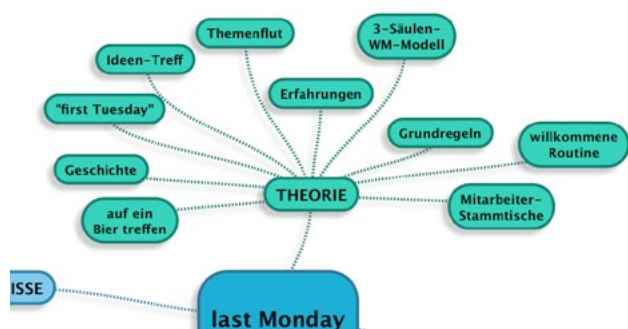 Themenflut
3-Säulen-
WM-Modell
Ideen-Treff
Erfahrungen
"first Tuesday"
Grundregeln
willkommene
Routine
Geschichte
THEORIE
Mitarbeiter-
Stammtische
auf ein
Bier treffen
ISSE
last Monday